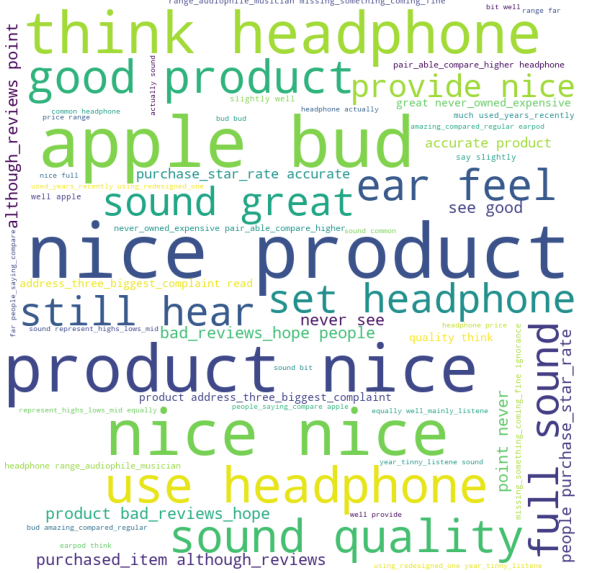 range_audiophile_musician missing_something_coming_fine
bit well
range far
think headphone
although_reviews point
actually sound
good product
pair_able_compare_higher headphone
provide nice
slightly well
great never_owned_expensive
common headphone
price range
headphone actually
much used_years_recently
bud bud
amazing_compared_regular earpod
apple bud
accurate product
say slightly
nice full
purchase_star_rate accurate
used_years_recently using_redesigned_one
well apple
ear feel
sound great
see good
never_owned_expensive pair_able_compare_higher
sound common
far people_saying_compare
nice product
address_three_biggest_complaint read
set headphone
still hear
never see
sound represent_highs_lows_mid
bad_reviews_hope people
headphone price
quality think
product nice
sound bit
full sound
people purchase_star_rate
missing_something_coming_fine ignorance
product address_three_biggest_complaint
point never
represent_highs_lows_mid equally
people_saying_compare apple
equally well_mainly_listene
nice nice
year_tinny_listene sound
headphone range_audiophile_musician
use headphone
product bad_reviews_hope
well provide
bud amazing_compared_regular
sound quality
earpod think
purchased_item although_reviews
using_redesigned_one year_tinny_listene